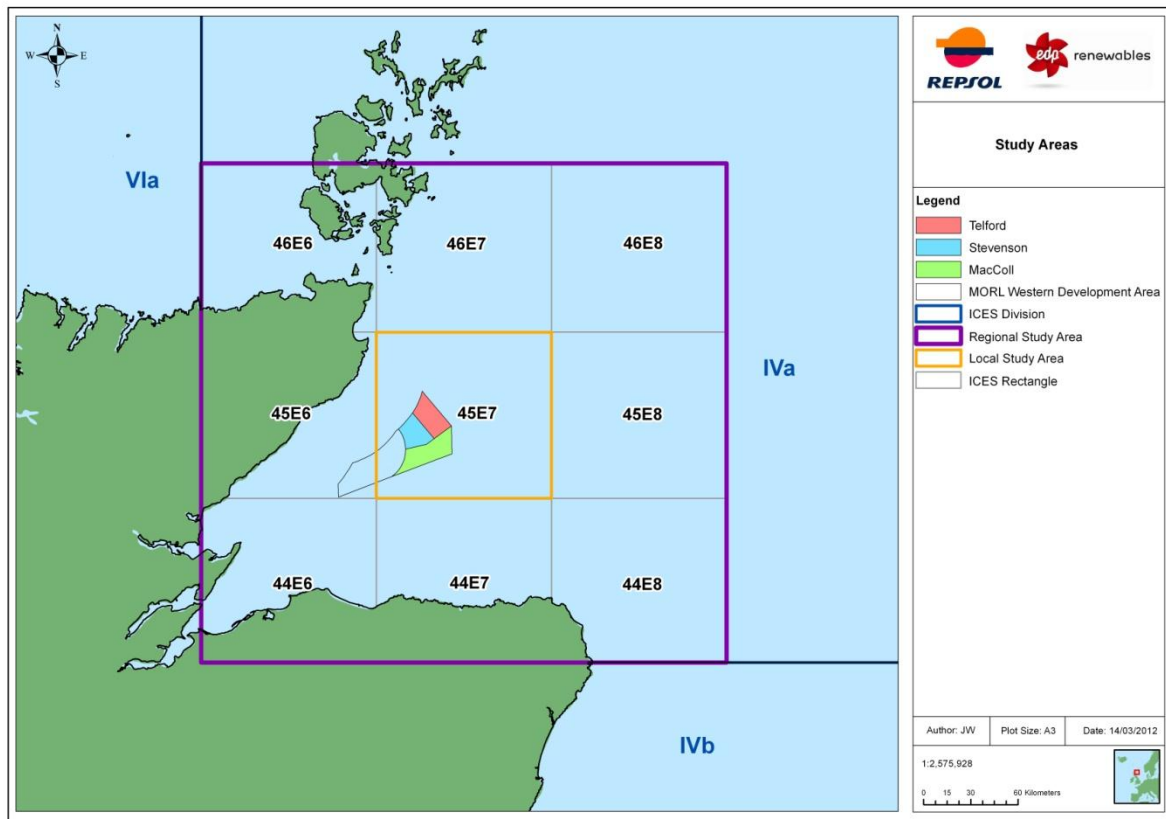 N
W E
S
VIa
46E6 46E7 46E8
IVa
45E6 45E7 45E8
44E6 44E7 44E8
IVb
REPSOL
edp renewables
Study Areas
Legend
Telford
Stevenson
MacColl
MORL Western Development Area
ICES Division
Regional Study Area
Local Study Area
ICES Rectangle
Author: JW Plot Size: A3 Date: 14/03/2012
1:2,575,928
0 15 30 60 Kilometers